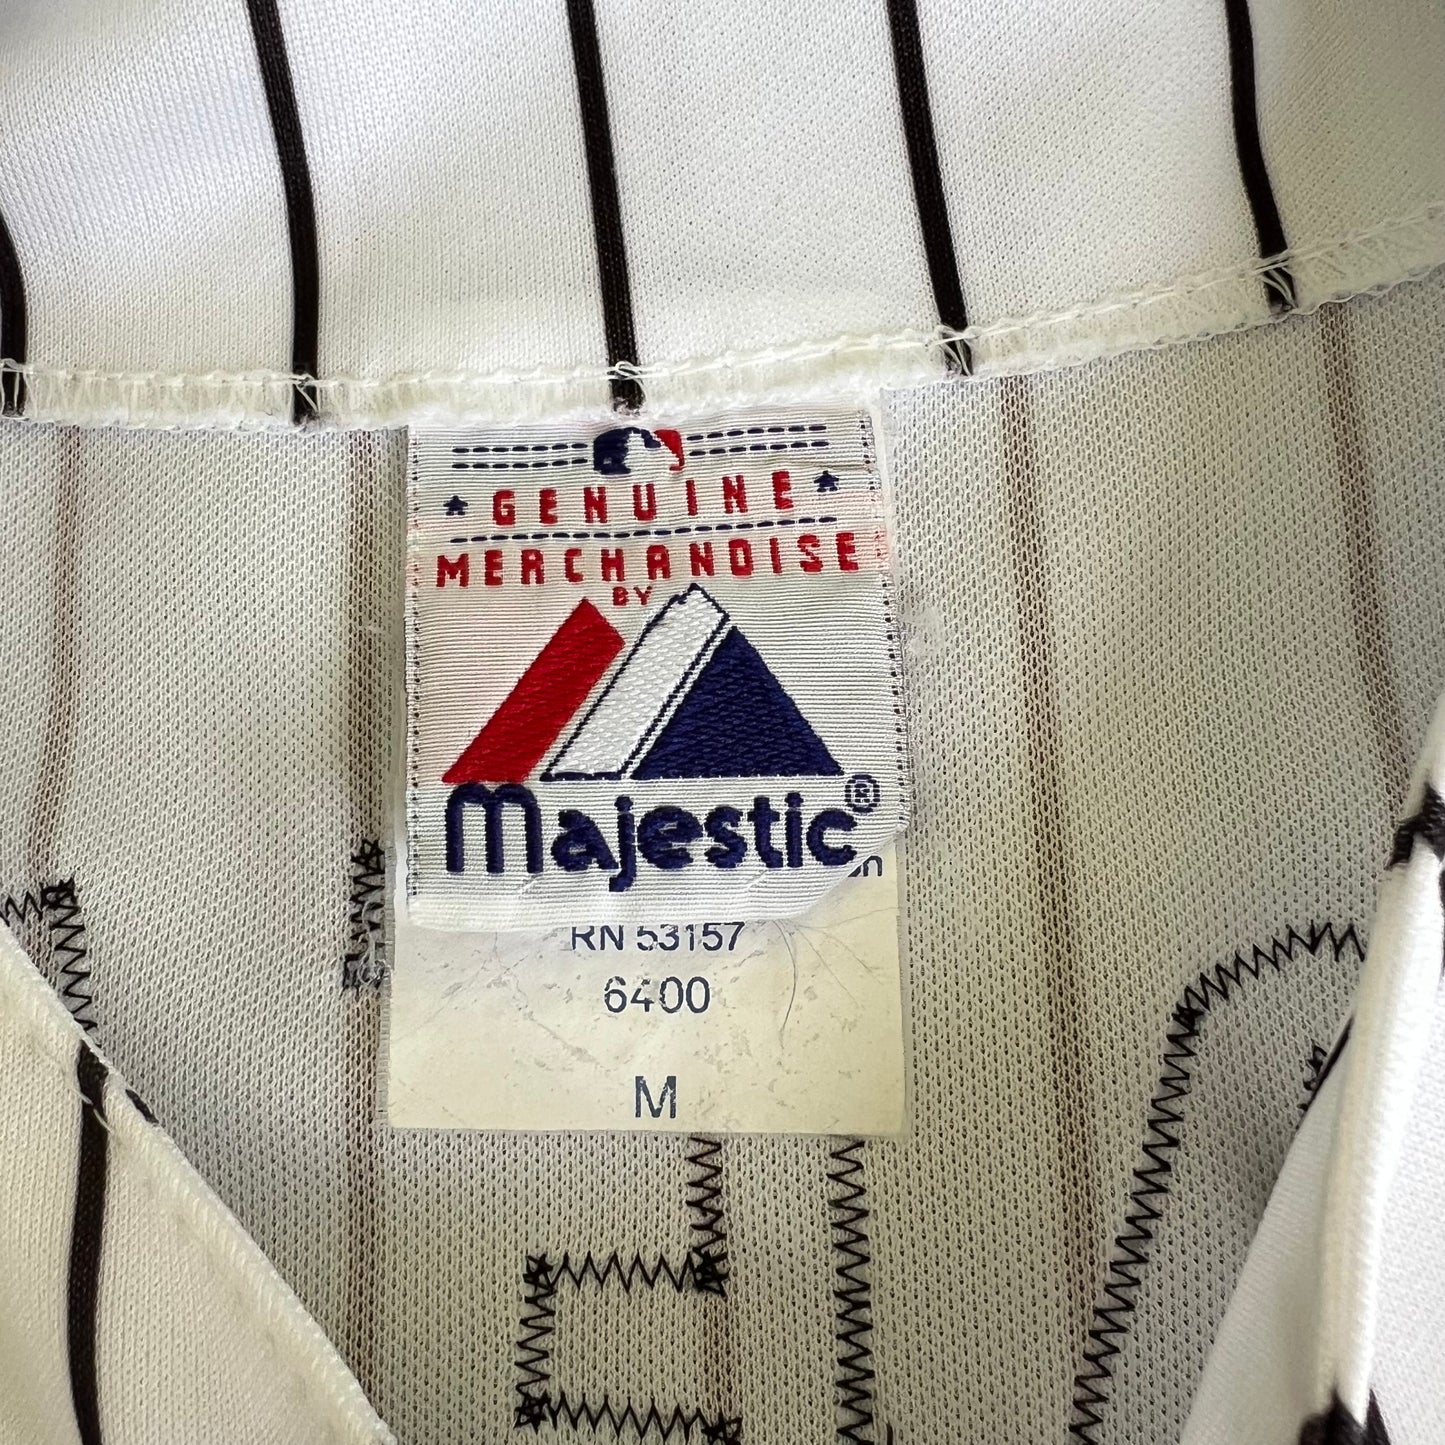 GENUINE
MERCHANDISE
BY
Majestic®
RN 53157
6400
M